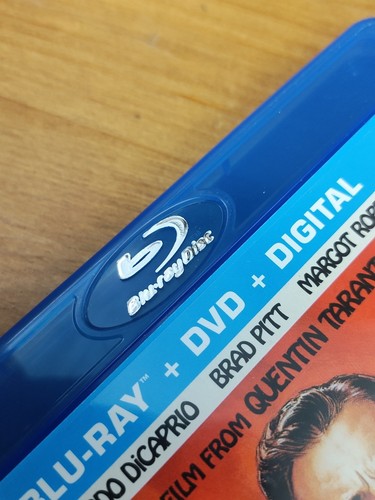 Blu-ray Disc
BLU-RAY™ + DVD + DIGITAL
DO DiCAPRIO BRAD PITT MARGOT ROB
FILM FROM QUENTIN TARANT